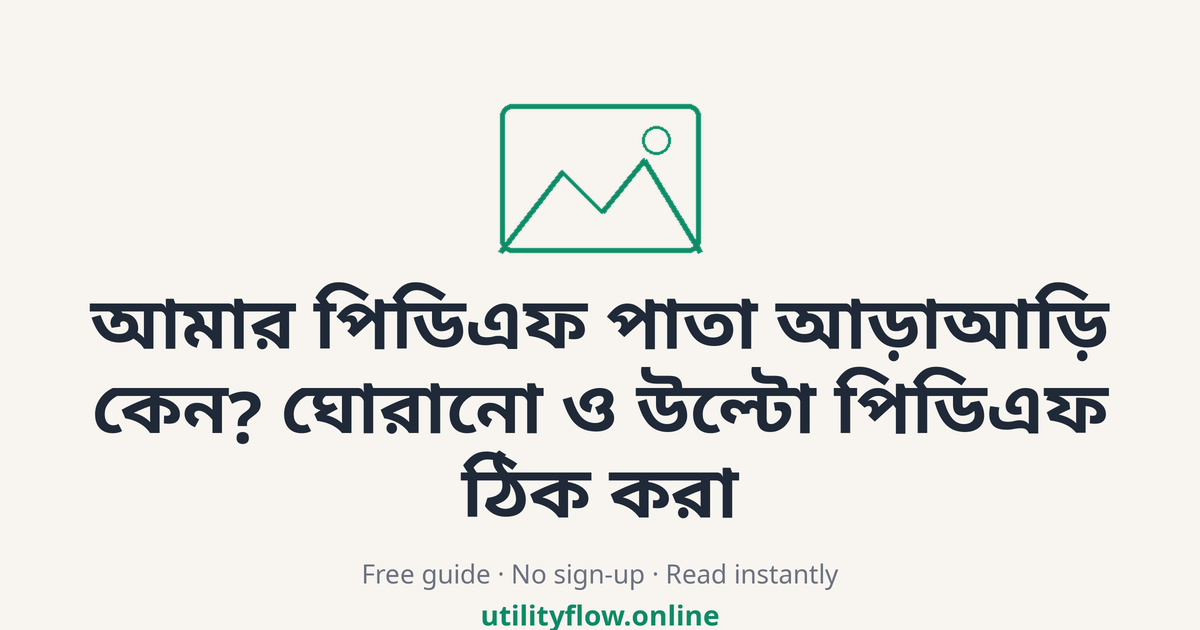 আমার পিডিএফ পাতা আড়াআড়ি
কেন? ঘোরানো ও উল্টো পিডিএফ
ঠিক করা
Free guide · No sign-up · Read instantly
utilityflow.online